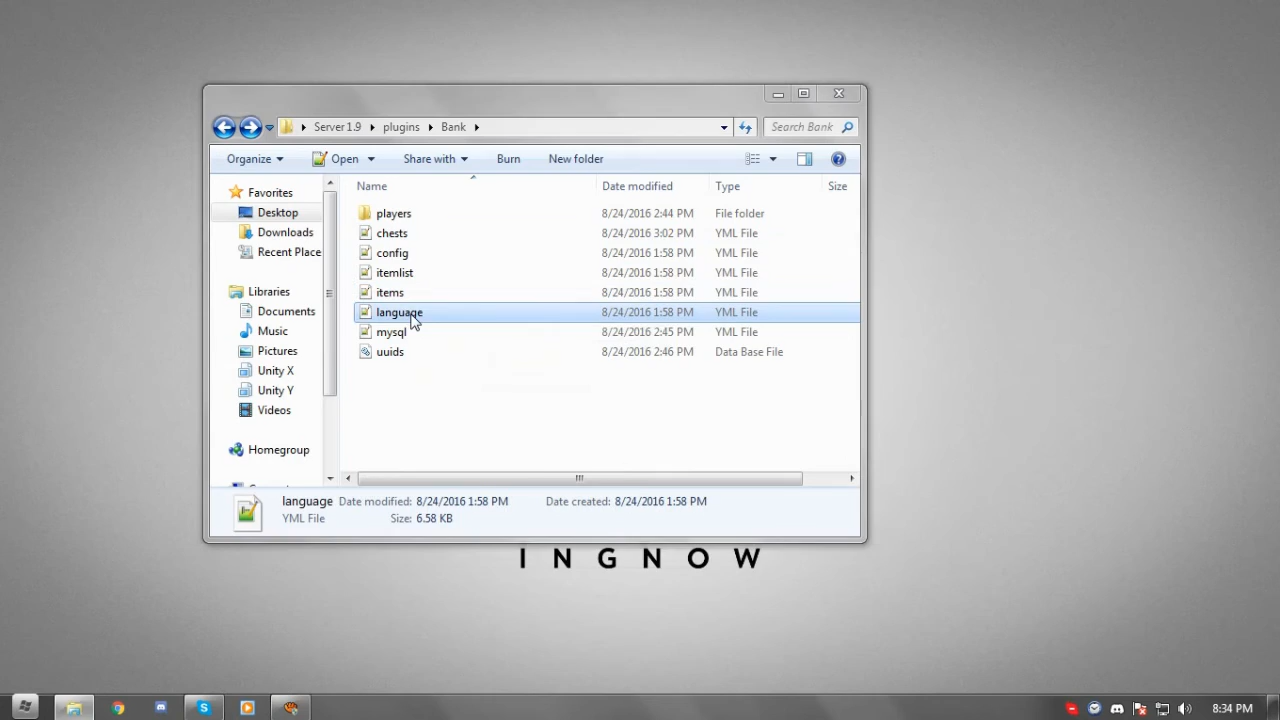 Server 1.9 plugins Bank Search Bank
Organize Open Share with Burn New folder
Name Date modified Type Size
Favorites
Desktop
Downloads
Recent Place
Libraries
Documents
Music
Pictures
Unity X
Unity Y
Videos
Homegroup
players 8/24/2016 2:44 PM File folder
chests 8/24/2016 3:02 PM YML File
config 8/24/2016 1:58 PM YML File
itemlist 8/24/2016 1:58 PM YML File
items 8/24/2016 1:58 PM YML File
language 8/24/2016 1:58 PM YML File
mysql 8/24/2016 2:45 PM YML File
uuids 8/24/2016 2:46 PM Data Base File
language Date modified: 8/24/2016 1:58 PM Date created: 8/24/2016 1:58 PM
YML File Size: 6.58 KB
INGNOW
8:34 PM